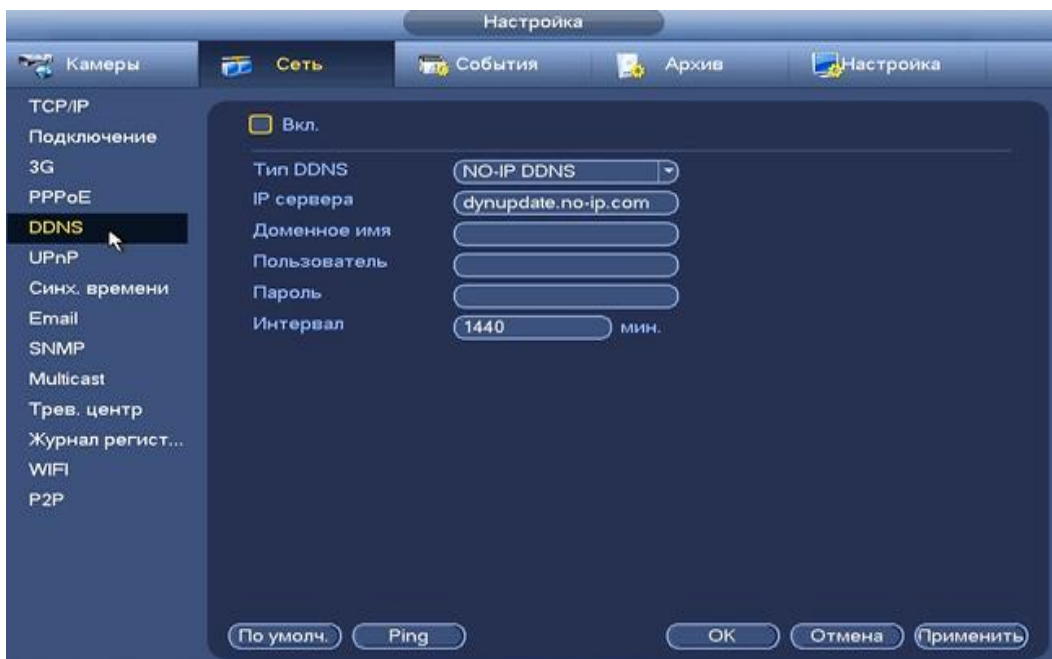 Настройка
Камеры
Сеть
События
Архив
Настройка
TCP/IP
Подключение
3G
PPPoE
DDNS
UPnP
Синх. времени
Email
SNMP
Multicast
Трев. центр
Журнал регист...
WIFI
P2P
Вкл.
Тип DDNS NO-IP DDNS
IP сервера dynupdate.no-ip.com
Доменное имя
Пользователь
Пароль
Интервал 1440 мин.
По умолч. Ping OK Отмена Применить